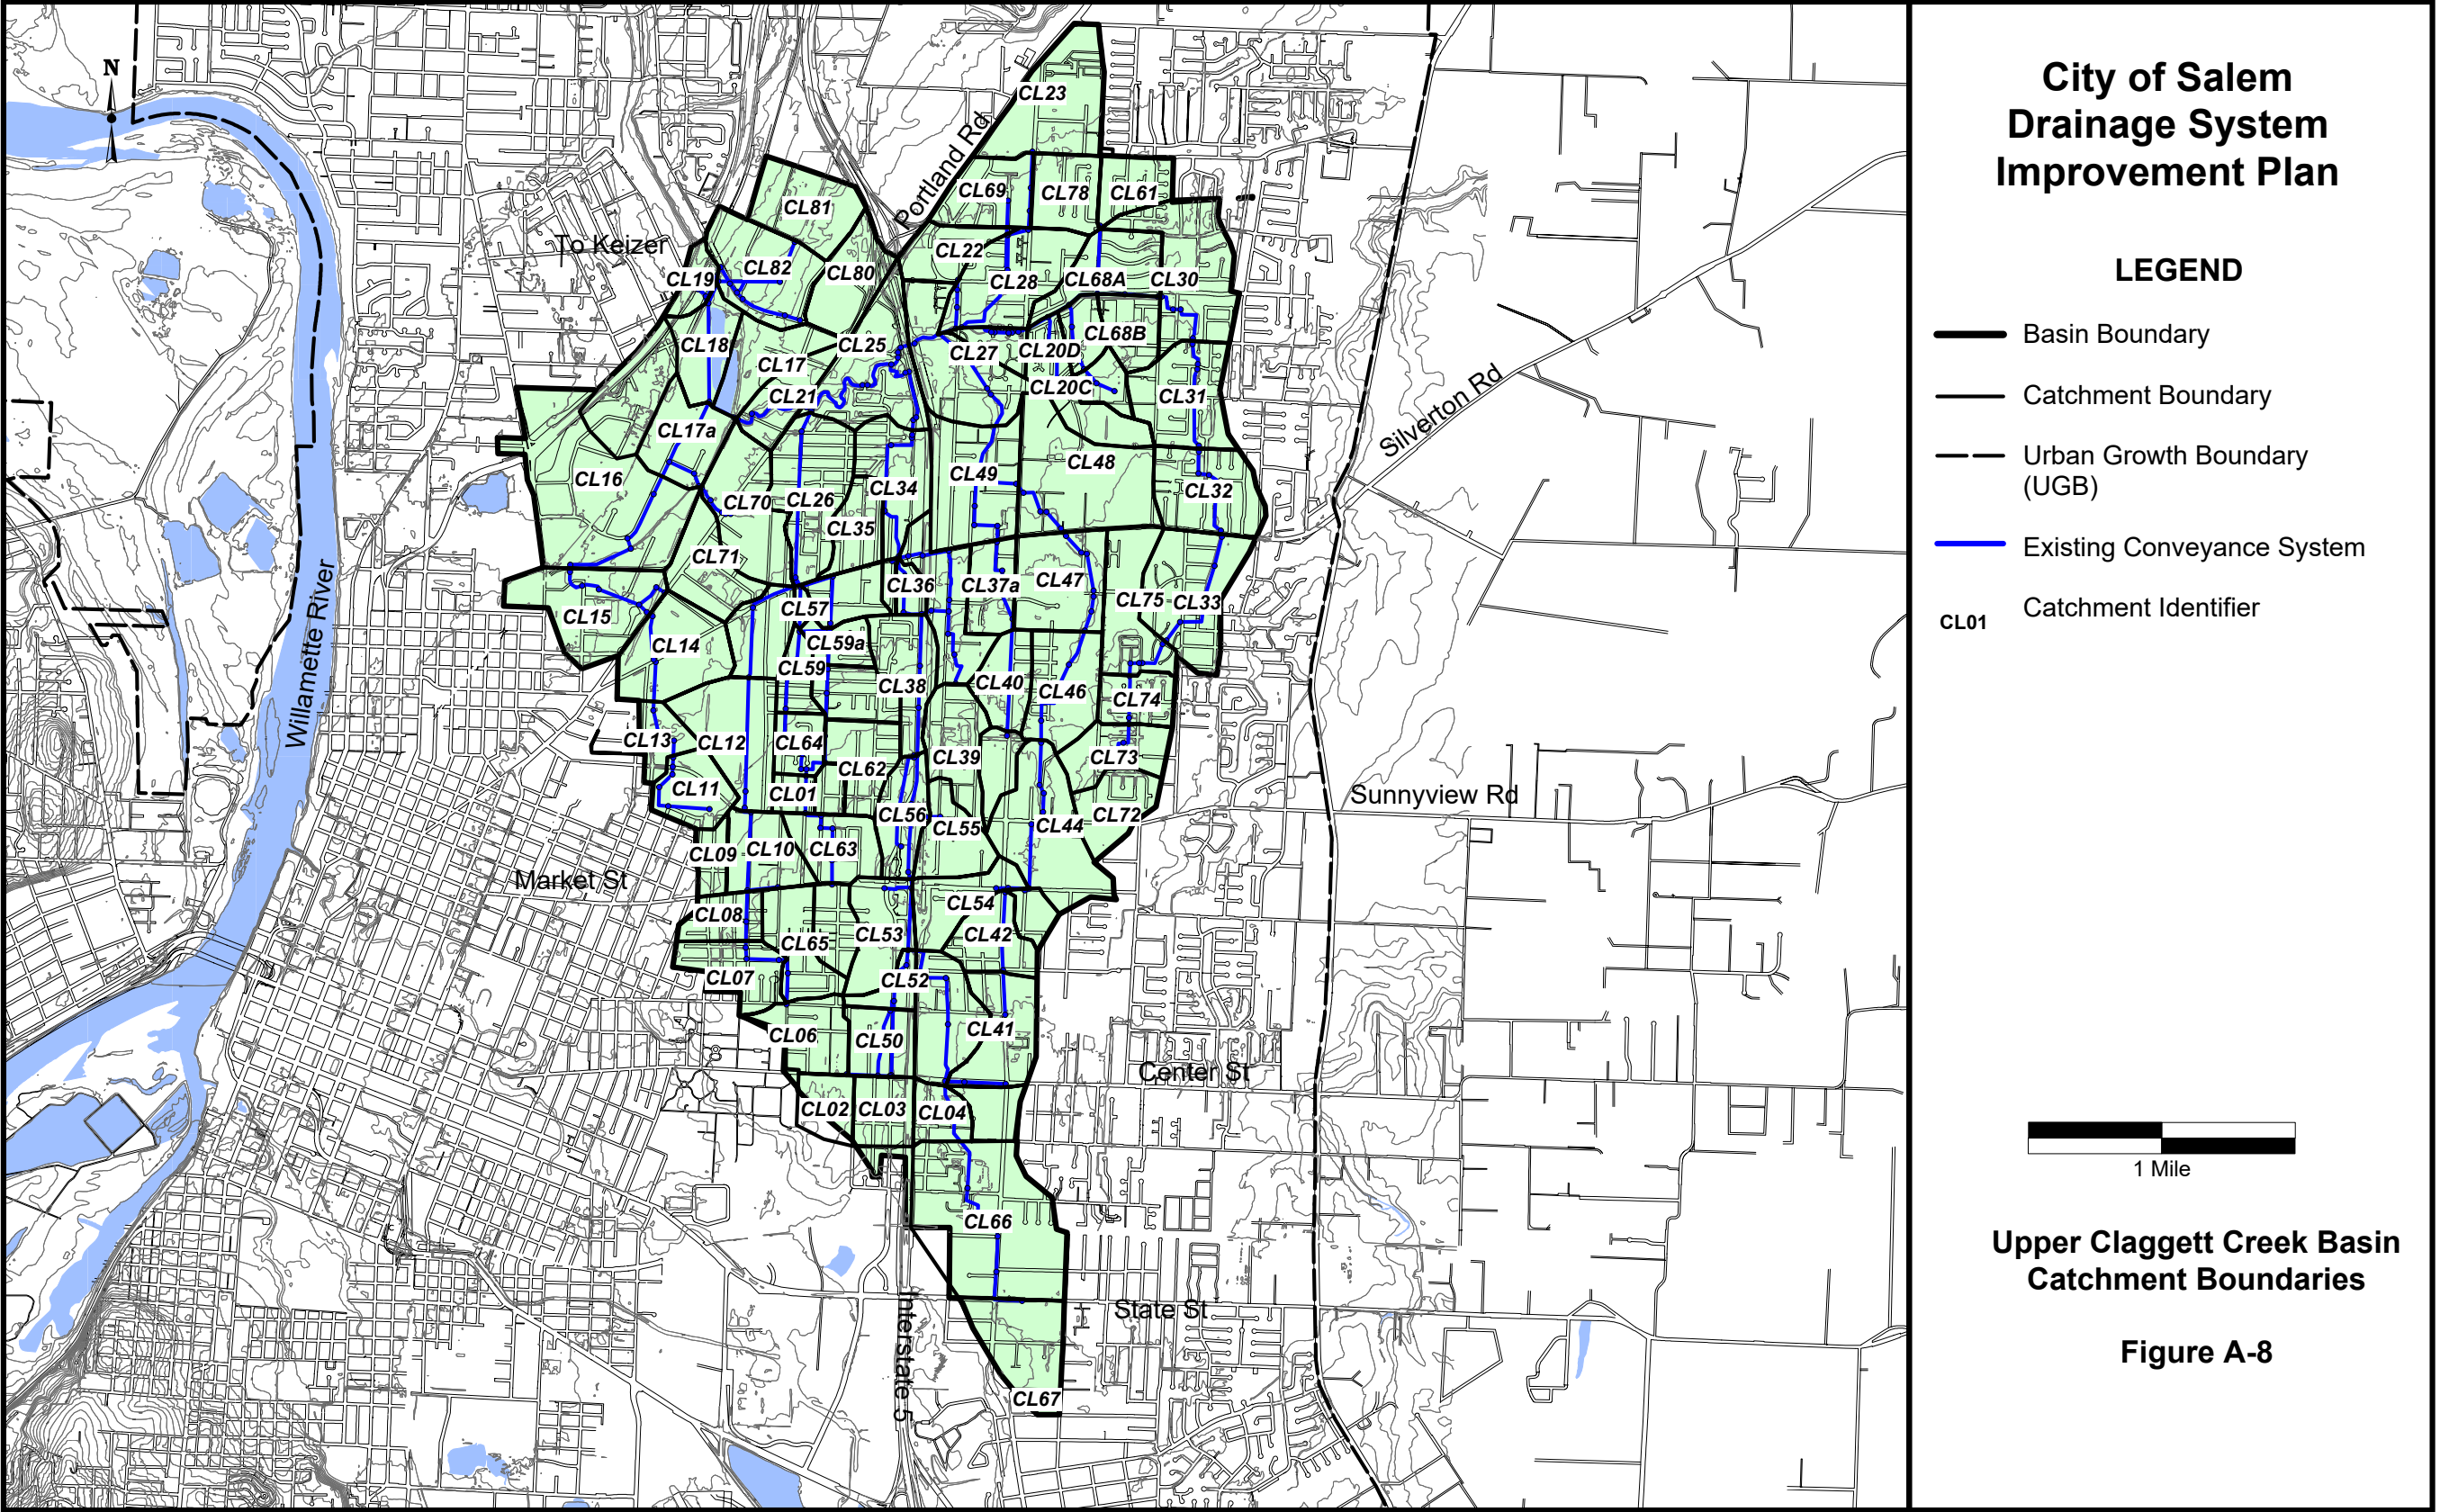 City of Salem
Drainage System
Improvement Plan
LEGEND
Basin Boundary
Catchment Boundary
Urban Growth Boundary
(UGB)
Existing Conveyance System
CL01
Catchment Identifier
1 Mile
Upper Claggett Creek Basin
Catchment Boundaries
Figure A-8
N
CL23
Portland Rd
CL69
CL78
CL61
CL81
To Keizer
CL22
CL19
CL82
CL80
CL28
CL68A
CL30
CL18
CL25
CL68B
CL17
CL27
CL20D
CL21
CL20C
CL31
Silverton Rd
CL17a
CL16
CL49
CL48
CL70
CL26
CL34
CL32
CL35
CL71
CL36
CL37a
CL47
CL57
CL75
CL33
CL15
CL14
CL59a
CL59
Willamette River
CL38
CL40
CL46
CL74
CL13
CL12
CL64
CL39
CL73
CL62
CL11
CL01
Sunnyview Rd
CL56
CL55
CL44
CL72
CL09
CL10
CL63
Market St
CL08
CL54
CL65
CL53
CL42
CL07
CL52
CL06
CL50
CL41
Center St
CL02
CL03
CL04
CL66
State St
Interstate 5
CL67